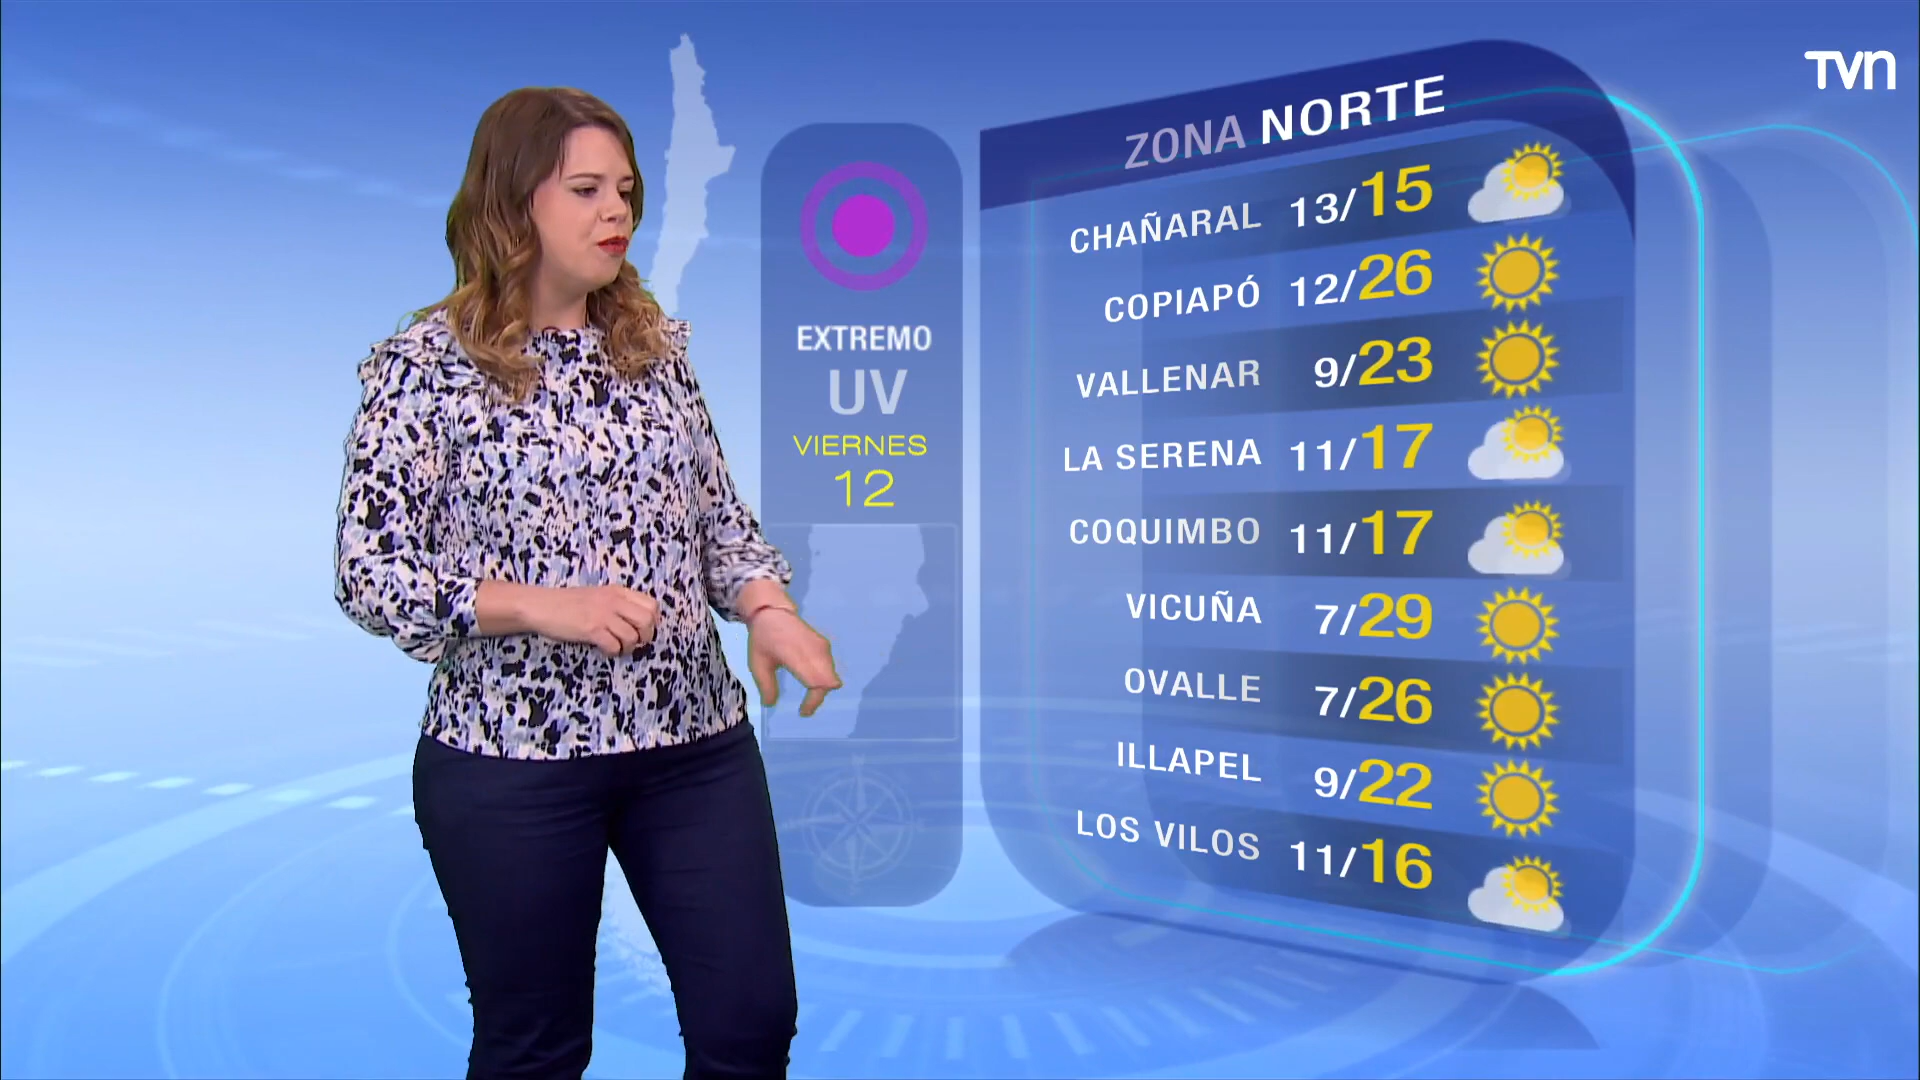 TVN
ZONA NORTE
EXTREMO
UV
VIERNES
12
CHAÑARAL 13/15
COPIAPÓ 12/26
VALLENAR 9/23
LA SERENA 11/17
COQUIMBO 11/17
VICUÑA 7/29
OVALLE 7/26
ILLAPEL 9/22
LOS VILOS 11/16